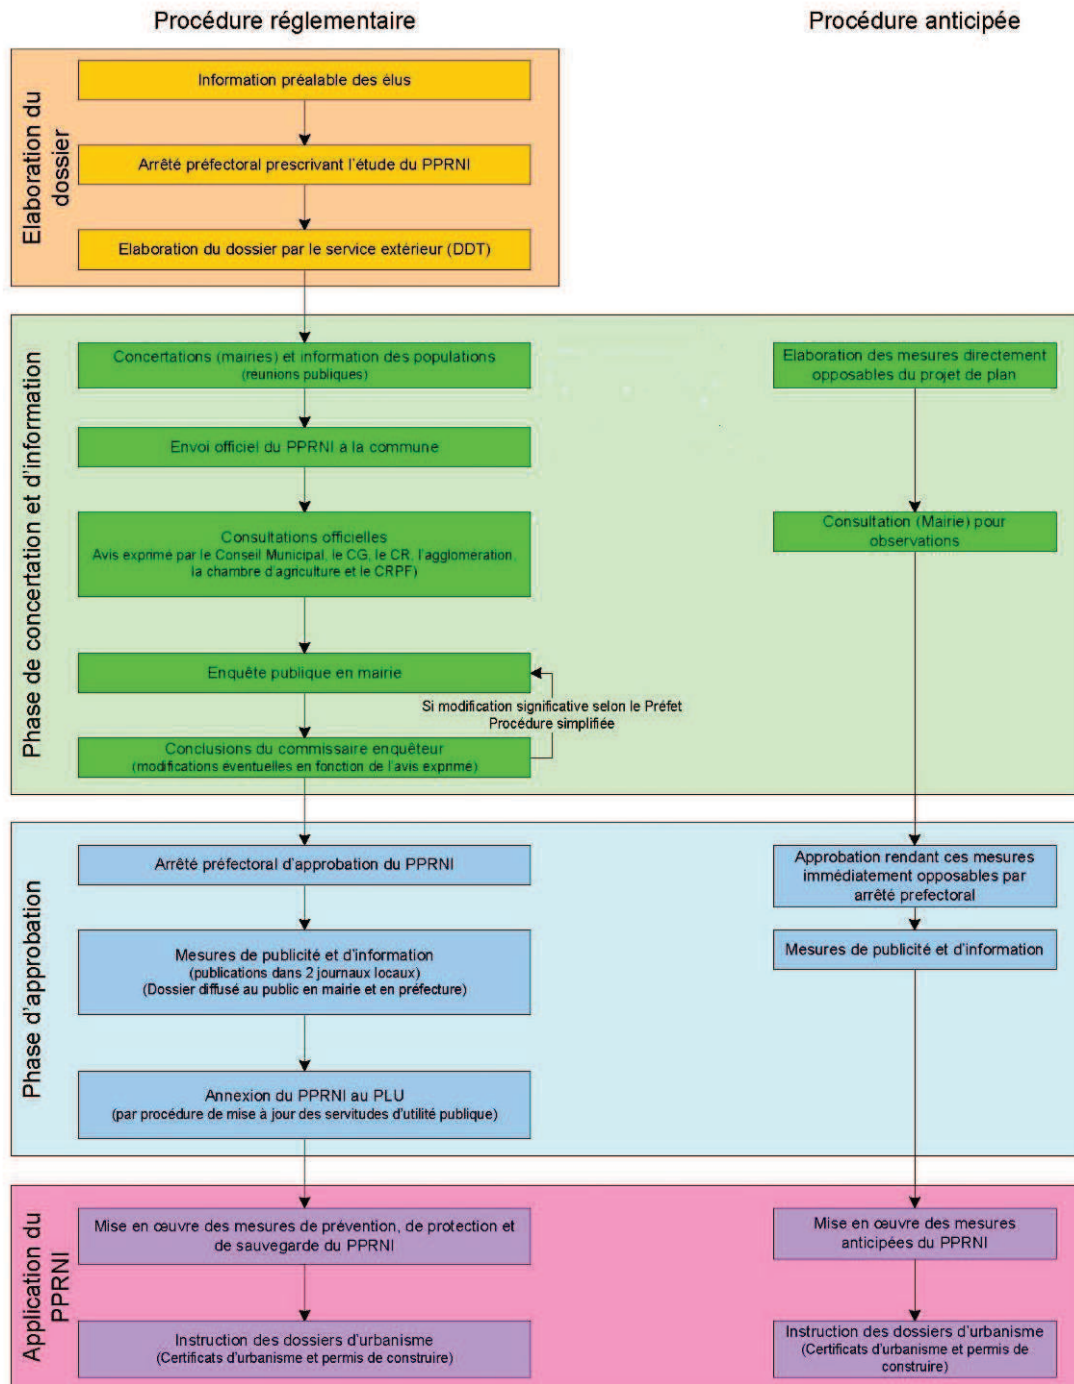 Procédure réglementaire
Procédure anticipée
Elaboration du
dossier
Information préalable des élus
Arrêté préfectoral prescrivant l'étude du PPRNI
Elaboration du dossier par le service extérieur (DDT)
Phase de concertation et d'information
Concertations (mairies) et information des populations
(réunions publiques)
Envoi officiel du PPRNI à la commune
Consultations officielles
Avis exprimé par le Conseil Municipal, le CG, le CR, l'agglomération,
la chambre d'agriculture et le CRPF)
Enquête publique en mairie
Si modification significative selon le Préfet
Procédure simplifiée
Conclusions du commissaire enquêteur
(modifications éventuelles en fonction de l'avis exprimé)
Elaboration des mesures directement
opposables du projet de plan
Consultation (Mairie) pour
observations
Phase d'approbation
Arrêté préfectoral d'approbation du PPRNI
Mesures de publicité et d'information
(publications dans 2 journaux locaux)
(Dossier diffusé au public en mairie et en préfecture)
Annexion du PPRNI au PLU
(par procédure de mise à jour des servitudes d'utilité publique)
Approbation rendant ces mesures
immédiatement opposables par
arrêté prefectoral
Mesures de publicité et d'information
Application du
PPRNI
Mise en œuvre des mesures de prévention, de protection et
de sauvegarde du PPRNI
Instruction des dossiers d'urbanisme
(Certificats d'urbanisme et permis de construire)
Mise en œuvre des mesures
anticipées du PPRNI
Instruction des dossiers d'urbanisme
(Certificats d'urbanisme et permis de
construire)